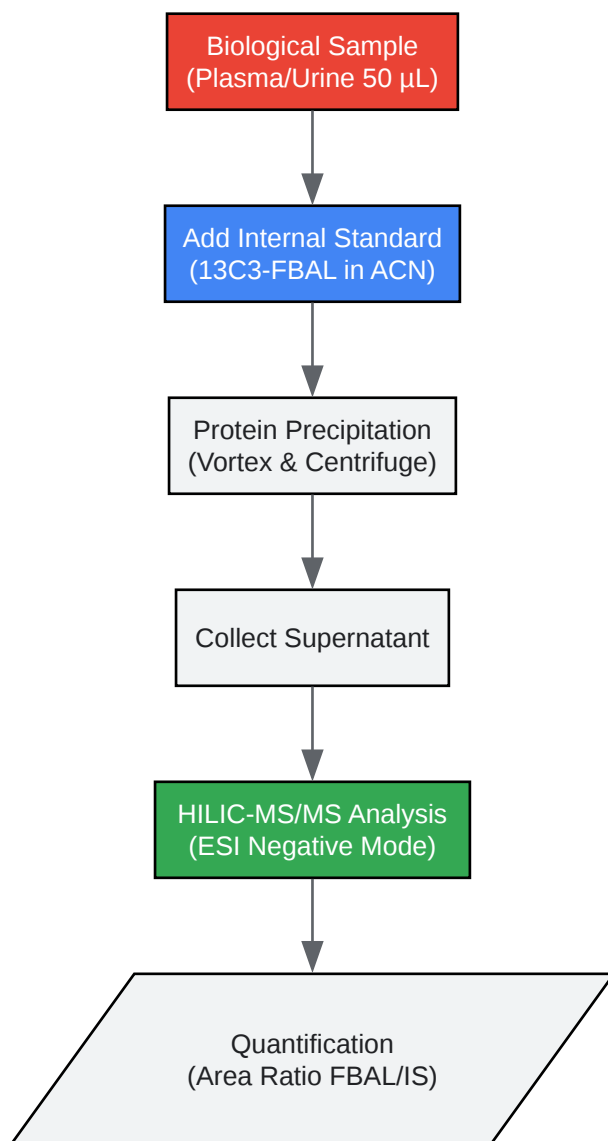 Biological Sample
(Plasma/Urine 50 µL)
Add Internal Standard
(13C3-FBAL in ACN)
Protein Precipitation
(Vortex & Centrifuge)
Collect Supernatant
HILIC-MS/MS Analysis
(ESI Negative Mode)
Quantification
(Area Ratio FBAL/IS)